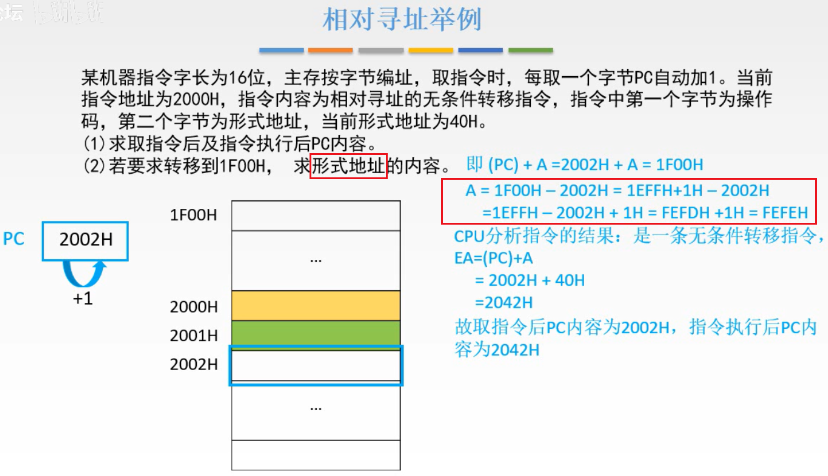 坛
相对寻址举例
某机器指令字长为16位，主存按字节编址，取指令时，每取一个字节PC自动加1。当前
指令地址为2000H，指令内容为相对寻址的无条件转移指令，指令中第一个字节为操作
码，第二个字节为形式地址，当前形式地址为40H。
(1)求取指令后及指令执行后PC内容。
(2)若要求转移到1F00H， 求形式地址的内容。 即 (PC) + A =2002H + A = 1F00H
A = 1F00H – 2002H = 1EFFH+1H – 2002H
=1EFFH – 2002H + 1H = FEFDH +1H = FEFEH
CPU分析指令的结果：是一条无条件转移指令，
EA=(PC)+A
= 2002H + 40H
=2042H
故取指令后PC内容为2002H，指令执行后PC内
容为2042H
PC
2002H
+1
1F00H
...
2000H
2001H
2002H
...